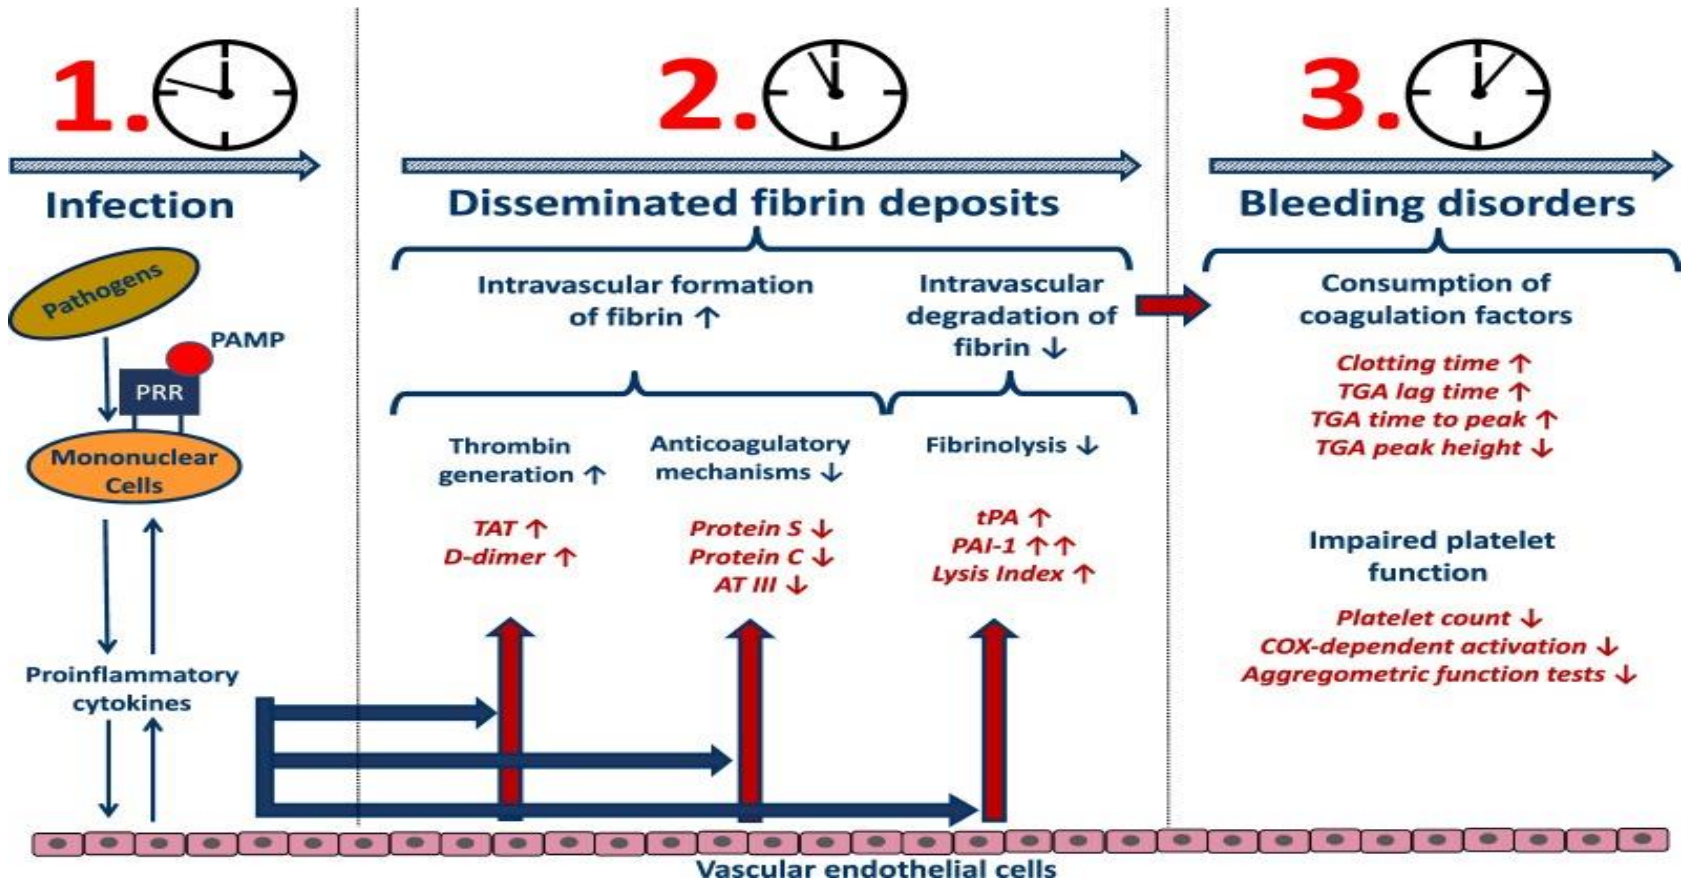 1.
Infection
Pathogens
PAMP
PRR
Mononuclear
Cells
Proinflammatory
cytokines
2.
Disseminated fibrin deposits
Intravascular formation
of fibrin ↑
Intravascular
degradation of
fibrin ↓
Thrombin
generation ↑
TAT ↑
D-dimer ↑
Anticoagulatory
mechanisms ↓
Protein S ↓
Protein C ↓
AT III ↓
Fibrinolysis ↓
tPA ↑
PAI-1 ↑↑
Lysis Index ↑
3.
Bleeding disorders
Consumption of
coagulation factors
Clotting time ↑
TGA lag time ↑
TGA time to peak ↑
TGA peak height ↓
Impaired platelet
function
Platelet count ↓
COX-dependent activation ↓
Aggregometric function tests ↓
Vascular endothelial cells